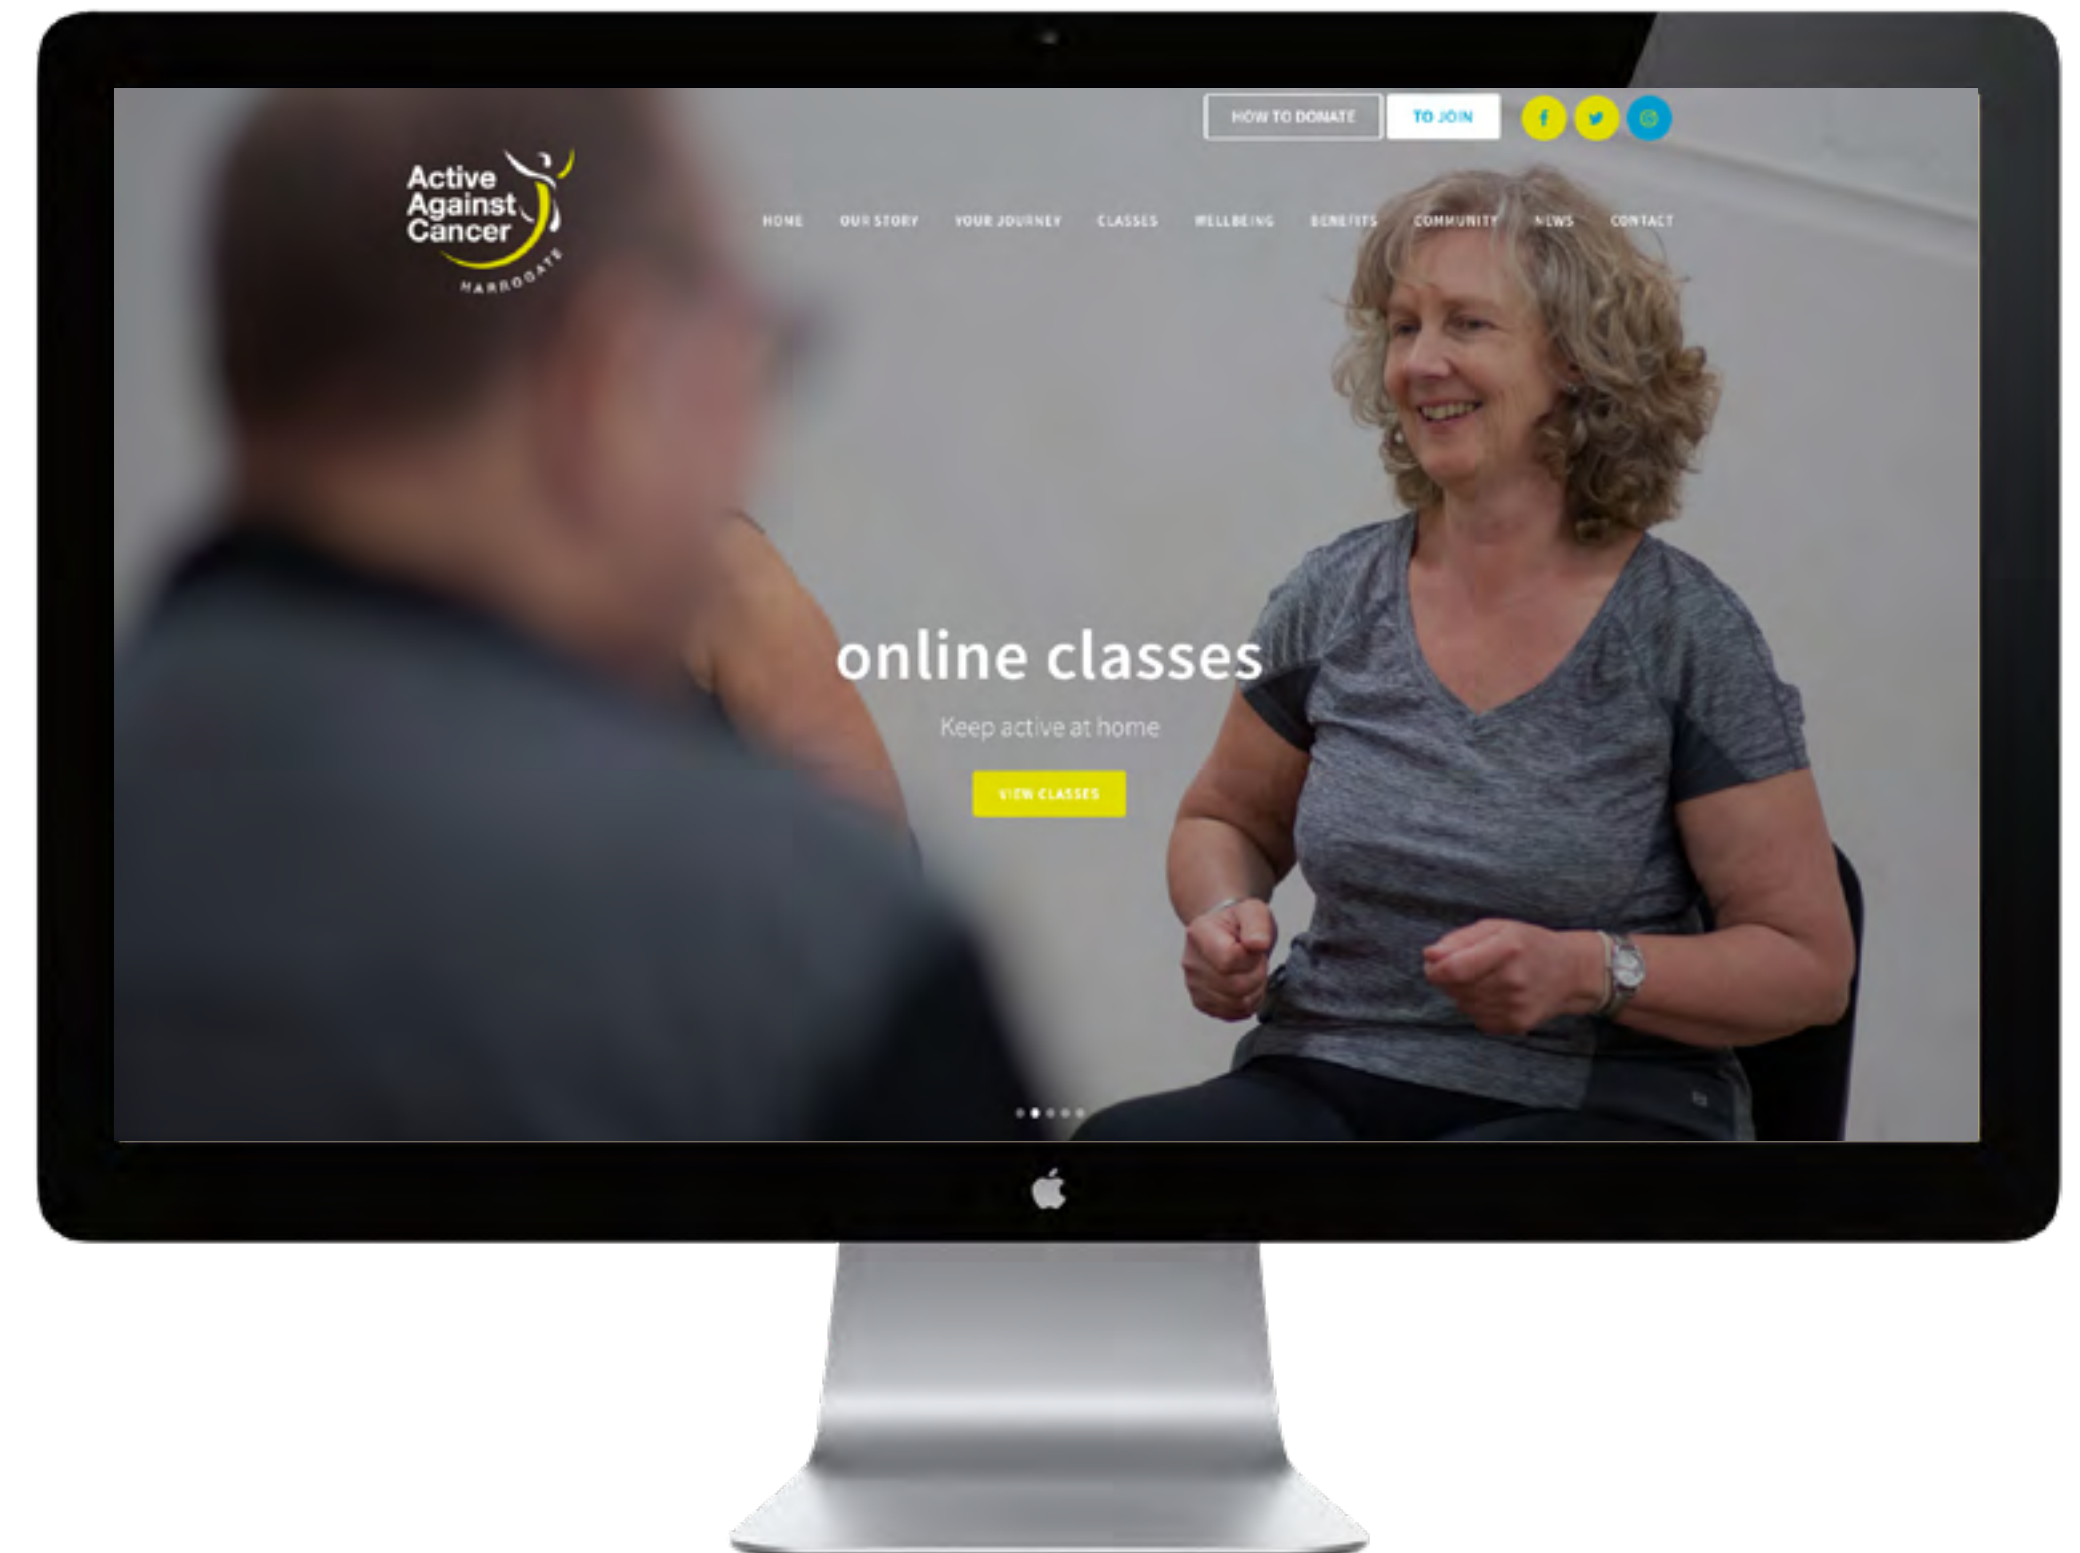 HOW TO DONATE TO JOIN
Active
Against
Cancer
HARROGATE
HOME OUR STORY YOUR JOURNEY CLASSES WELLBEING BENEFITS COMMUNITY NEWS CONTACT
online classes
Keep active at home
VIEW CLASSES